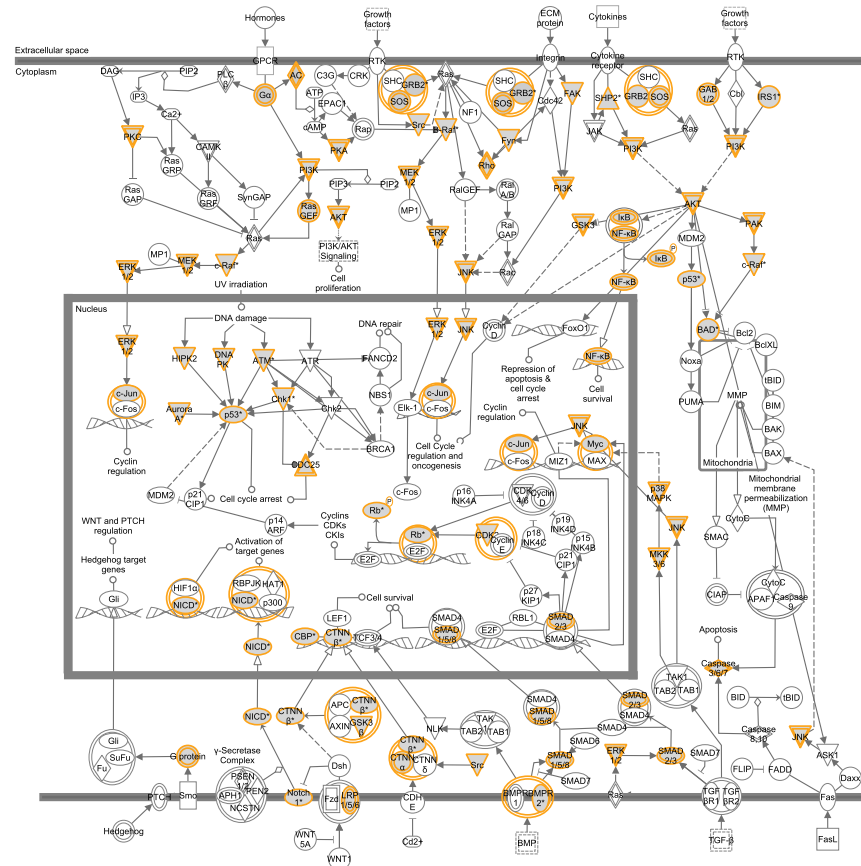 Hormones
Growth
factors
ECM
protein
Cytokines
Growth
factors
Extracellular space
Cytoplasm
GPCR
RTK
Integrin
Cytokine
receptor
RTK
DAG
PIP2
PLC
β
Gα
AC
C3G
CRK
SHC
GRB2*
SOS
Ras
SHC
GRB2*
SOS
Cdc42
FAK
SHP2*
SHC
GRB2
SOS
GAB
1/2
Cbl
IRS1*
IP3
Ca2+
ATP
cAMP
EPAC1
Rap
Src
B-Raf*
NF1
Fyn
JAK
Ras
PKC
CAMK
II
PKA
PI3K
PI3K
Ras
GRP
PI3K
MEK
1/2
Rho
Ras
GAP
Ras
GRF
SynGAP
Ras
GEF
PIP3
PIP2
AKT
MP1
RalGEF
Ral
A/B
PI3K
AKT
GSK3
IκB
NF-κB
PAK
Ras
PI3K/AKT
Signaling
ERK
1/2
Ral
GAP
MDM2
MP1
ERK
1/2
MEK
1/2
c-Raf*
Cell
proliferation
JNK
Rac
IκB
P
p53*
c-Raf*
UV irradiation
NF-κB
Nucleus
DNA damage
ERK
1/2
HIPK2
DNA
PK
ATM*
ATR
DNA repair
FANCD2
ERK
1/2
JNK
Cyclin
D
FoxO1
NF-κB
BAD*
Bcl2
BclXL
Noxa
Repression of
apoptosis &
cell cycle
arrest
Cell
survival
c-Jun
c-Fos
Aurora
A*
p53*
Chk1*
Chk2
NBS1
c-Jun
c-Fos
Elk-1
PUMA
MMP
tBID
BIM
BAK
BAX
Cyclin
regulation
JNK
Cyclin
regulation
BRCA1
Cell Cycle
regulation and
oncogenesis
c-Jun
c-Fos
MIZ1
Myc
MAX
Mitochondria
CDC25
MDM2
p21
CIP1
Cell cycle arrest
c-Fos
p16
INK4A
CDK
4/6
Cyclin
D
p38
MAPK
CytoC
Mitochondrial
membrane
permeabilization
(MMP)
WNT and PTCH
regulation
p14
ARF
Cyclins
CDKs
CKIs
Rb*
P
p19
INK4D
p18
INK4C
p15
INK4B
JNK
SMAC
Hedgehog target
genes
Activation of
target genes
E2F
Rb*
E2F
Cyclin
E
p21
CIP1
MKK
3/6
Gli
HIF1α
NICD*
RBPJK
HAT1
NICD*
p300
p27
KIP1
CIAP
CytoC
APAF
Caspase
9
LEF1
Cell survival
CBP*
CTNN
β*
TCF3/4
SMAD4
SMAD
1/5/8
E2F
RBL1
SMAD
2/3
SMAD4
Apoptosis
NICD*
TAK1
TAB2
TAB1
Caspase
3/6/7
NICD*
CTNN
β*
APC
CTNN
β*
AXIN
GSK3
β
SMAD4
SMAD
1/5/8
SMAD
2/3
SMAD4
BID
tBID
Gli
SuFu
Fu
G protein
γ-Secretase
Complex
Dsh
CTNN
β*
CTNN
α
CTNN
δ
NLK
TAK
TAB2
TAB1
SMAD4
SMAD6
Caspase
8,10
JNK
ASK1
Src
SMAD
1/5/8
SMAD7
ERK
1/2
SMAD
2/3
SMAD7
FLIP
FADD
Daxx
PTCH
Smo
PSEN
1/2
PEN2
APH1
NCSTN
Notch
1*
Fzd
LRP
1/5/6
CDH
E
BMPR
1
BMPR
2*
Ras
TGF
βR1
TGF
βR2
Fas
Hedgehog
WNT
5A
WNT1
Cd2+
BMP
TGF-β
FasL